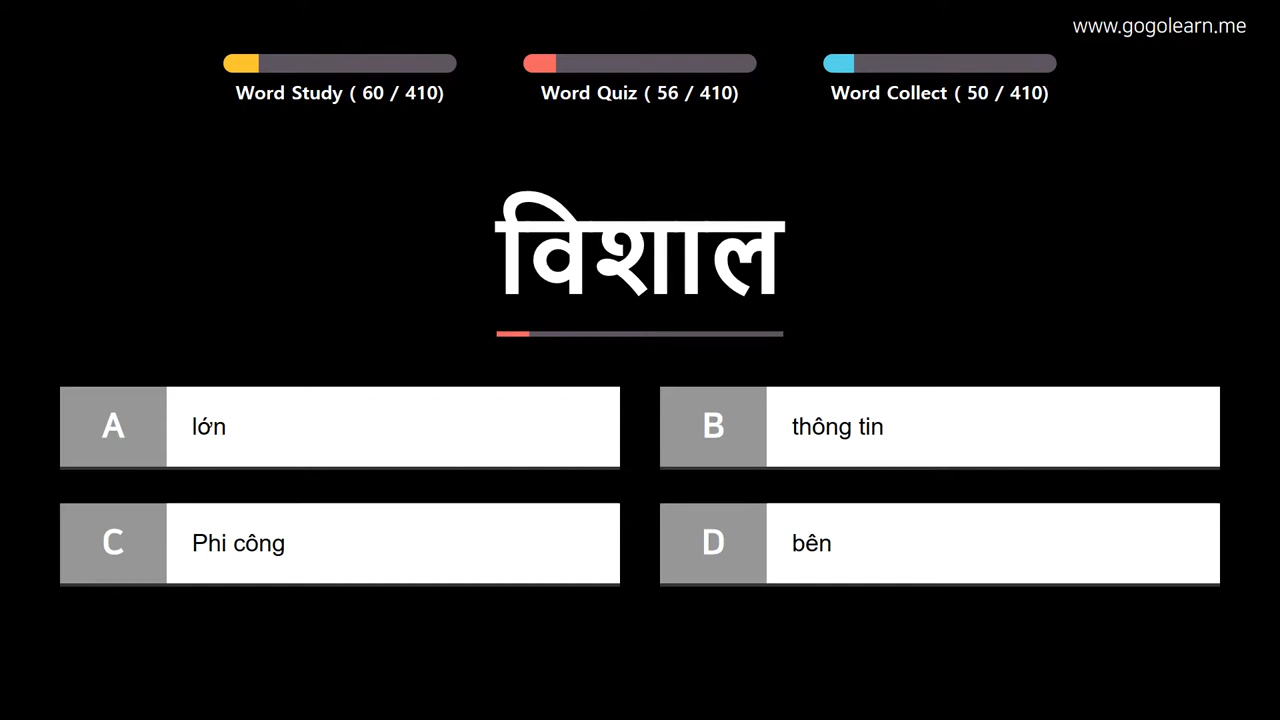 www.gogolearn.me
Word Study ( 60 / 410)
Word Quiz ( 56 / 410)
Word Collect ( 50 / 410)
विशाल
A
lớn
B
thông tin
C
Phi công
D
bên